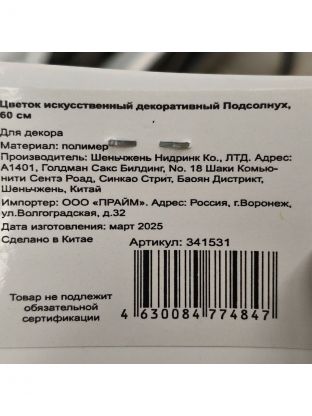 Цветок искусственный декоративный Подсолнух,
60 см
Для декора
Материал: полимер
Производитель: Шеньчжень Нидринк Ко., ЛТД. Адрес:
А1401, Голдман Сакс Билдинг, No. 18 Шаки Комью-
нити Сентэ Роад, Синкао Стрит, Баоян Дистрикт,
Шеньчжень, Китай
Импортер: ООО «ПРАЙМ». Адрес: Россия, г.Воронеж,
ул.Волгоградская, д.32
Дата изготовления: март 2025
Сделано в Китае
Артикул: 341531
Товар не подлежит
обязательной
сертификации
4 630084 774847